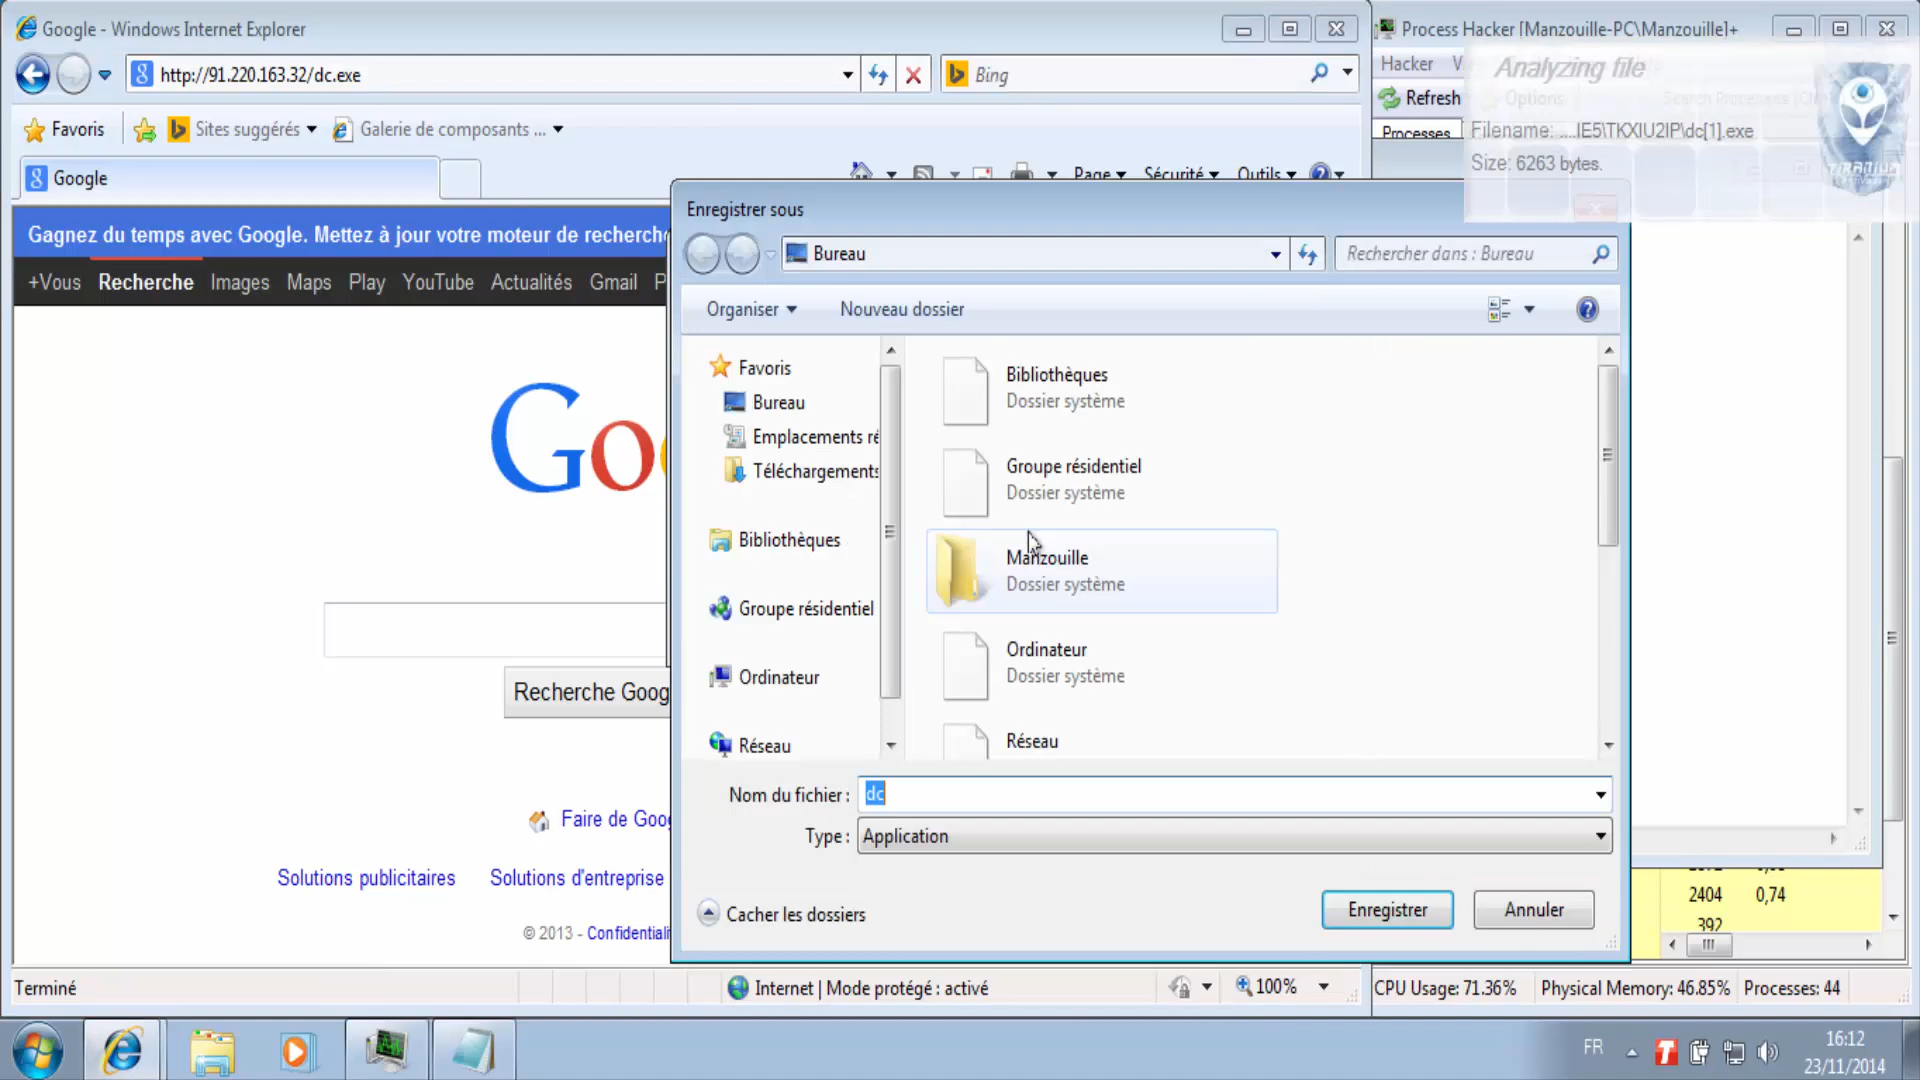 Google - Windows Internet Explorer
http://91.220.163.32/dc.exe
Bing
Favoris
Sites suggérés
Galerie de composants ...
Google
Page
Sécurité
Outils
Gagnez du temps avec Google. Mettez à jour votre moteur de recherche
+Vous Recherche Images Maps Play YouTube Actualités Gmail P
Goo
Recherche Goog
Faire de Goog
Solutions publicitaires Solutions d'entreprise
© 2013 - Confidentiali
Terminé
Internet | Mode protégé : activé
100%
Process Hacker [Manzouille-PC\Manzouille]+
Hacker V
Refresh Options
Processes
Analyzing file
Filename: ....IE5\TKXIU2IP\dc[1].exe
Size: 6263 bytes.
TIRANIUM
Enregistrer sous
Bureau
Rechercher dans : Bureau
Organiser
Nouveau dossier
Favoris
Bureau
Emplacements ré
Téléchargements
Bibliothèques
Groupe résidentiel
Ordinateur
Réseau
Bibliothèques
Dossier système
Groupe résidentiel
Dossier système
Manzouille
Dossier système
Ordinateur
Dossier système
Réseau
Nom du fichier : dc
Type : Application
Cacher les dossiers
Enregistrer
Annuler
2404 0,74
392
CPU Usage: 71.36% Physical Memory: 46.85% Processes: 44
FR
16:12
23/11/2014